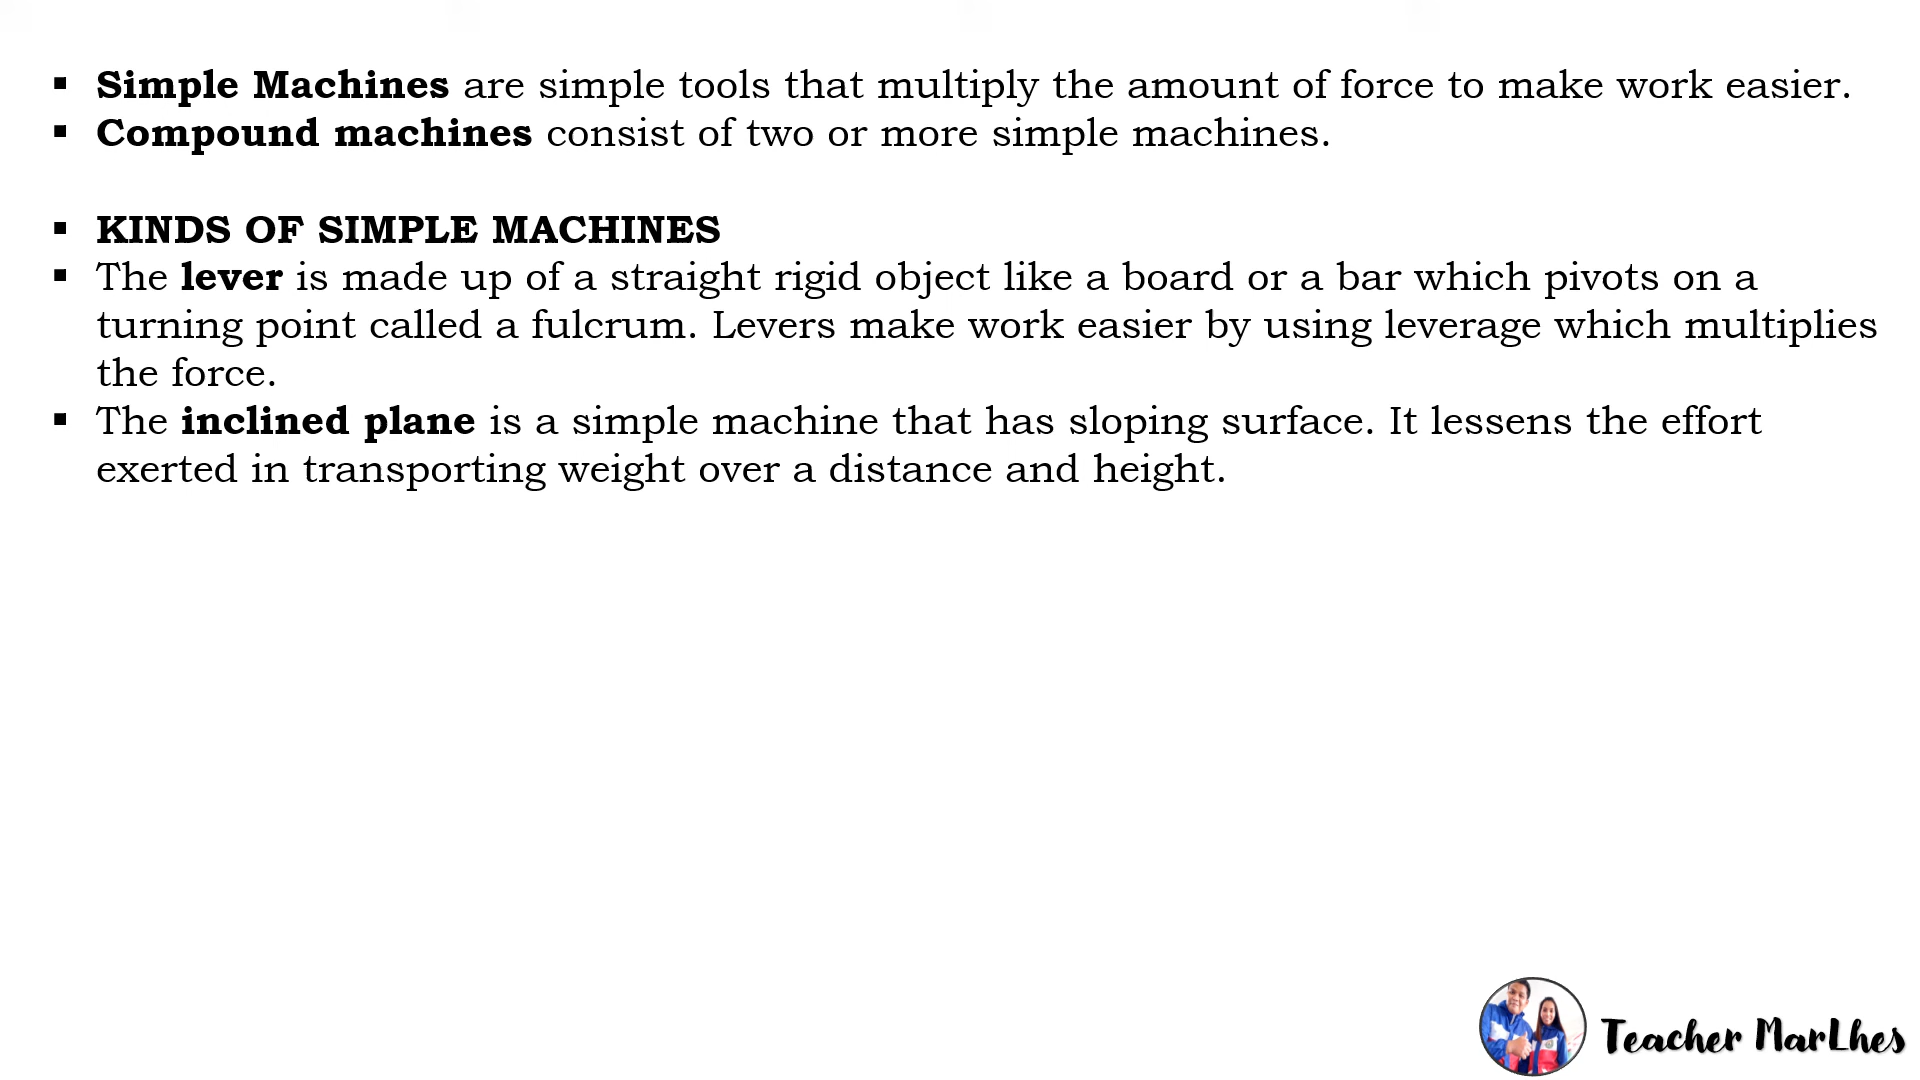 ▪ Simple Machines are simple tools that multiply the amount of force to make work easier.
▪ Compound machines consist of two or more simple machines.
▪ KINDS OF SIMPLE MACHINES
▪ The lever is made up of a straight rigid object like a board or a bar which pivots on a
turning point called a fulcrum. Levers make work easier by using leverage which multiplies
the force.
▪ The inclined plane is a simple machine that has sloping surface. It lessens the effort
exerted in transporting weight over a distance and height.
Teacher MarLhes